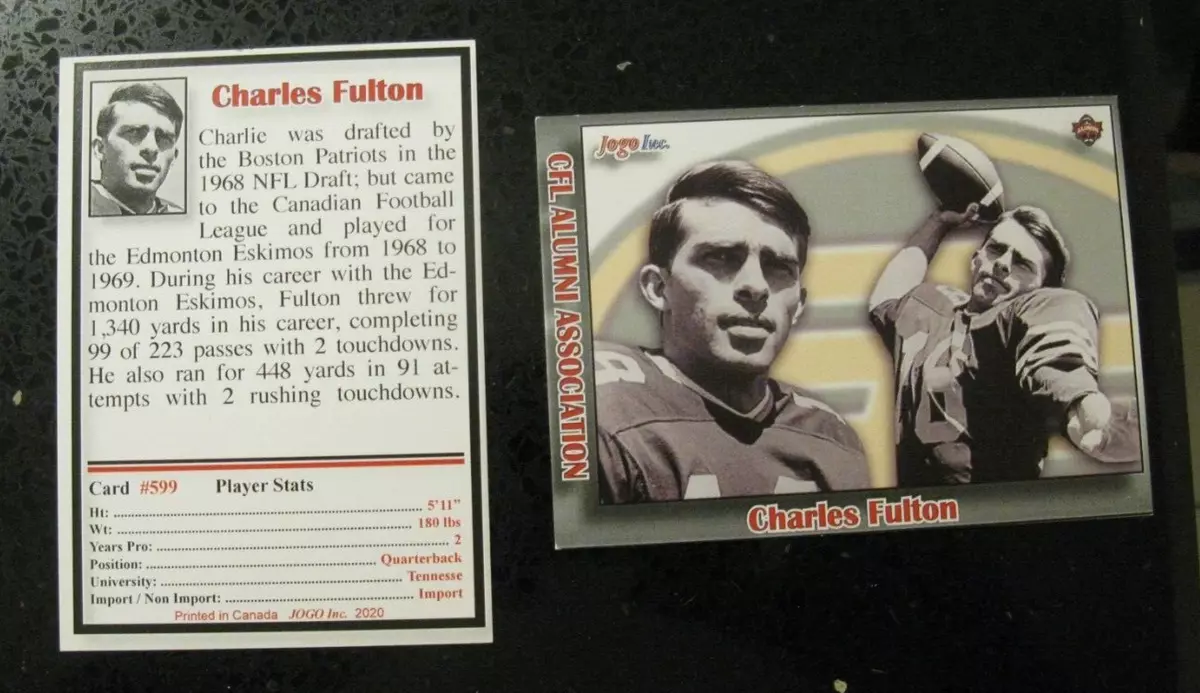 Charles Fulton
Charlie was drafted by
the Boston Patriots in the
1968 NFL Draft; but came
to the Canadian Football
League and played for
the Edmonton Eskimos from 1968 to
1969. During his career with the Ed-
monton Eskimos, Fulton threw for
1,340 yards in his career, completing
99 of 223 passes with 2 touchdowns.
He also ran for 448 yards in 91 at-
tempts with 2 rushing touchdowns.
Card #599 Player Stats
Ht: 5'11"
Wt: 180 lbs
Years Pro: 2
Position: Quarterback
University: Tennesse
Import / Non Import: Import
Printed in Canada JOGO Inc. 2020
Jogo Inc.
CFL ALUMNI ASSOCIATION
Charles Fulton